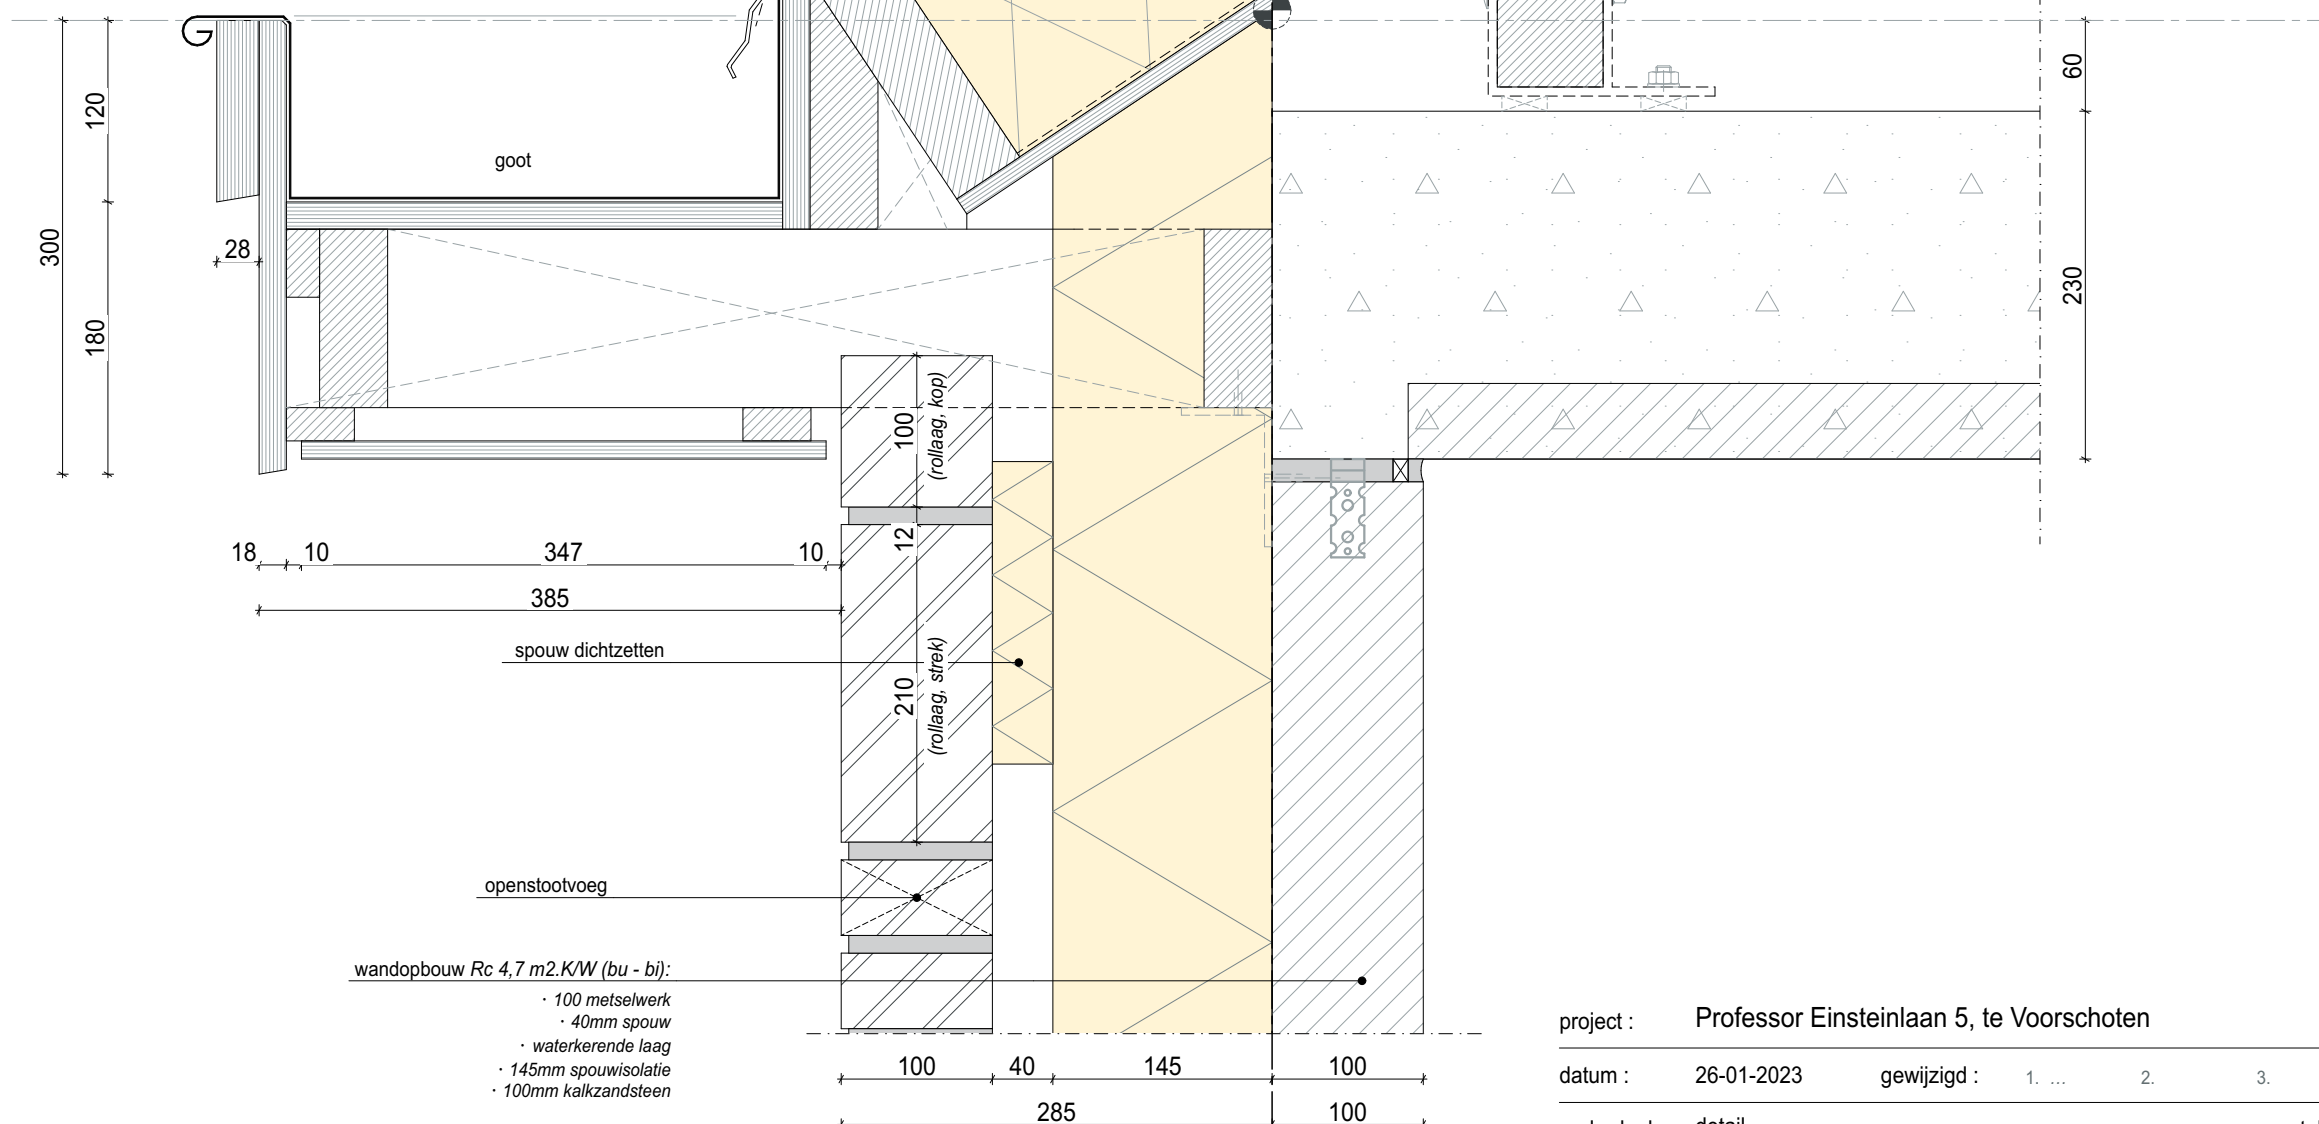 60
120
goot
300
28
180
230
100
(rollaag, kop)
12
18
10
347
10
385
spouw dichtzetten
210
(rollaag, strek)
openstootvoeg
wandopbouw Rc 4,7 m2.K/W (bu - bi):
· 100 metselwerk
· 40mm spouw
· waterkerende laag
· 145mm spouwisolatie
· 100mm kalkzandsteen
100
40
145
100
285
100
project : Professor Einsteinlaan 5, te Voorschoten
datum : 26-01-2023 gewijzigd : 1. ... 2. 3.
detail